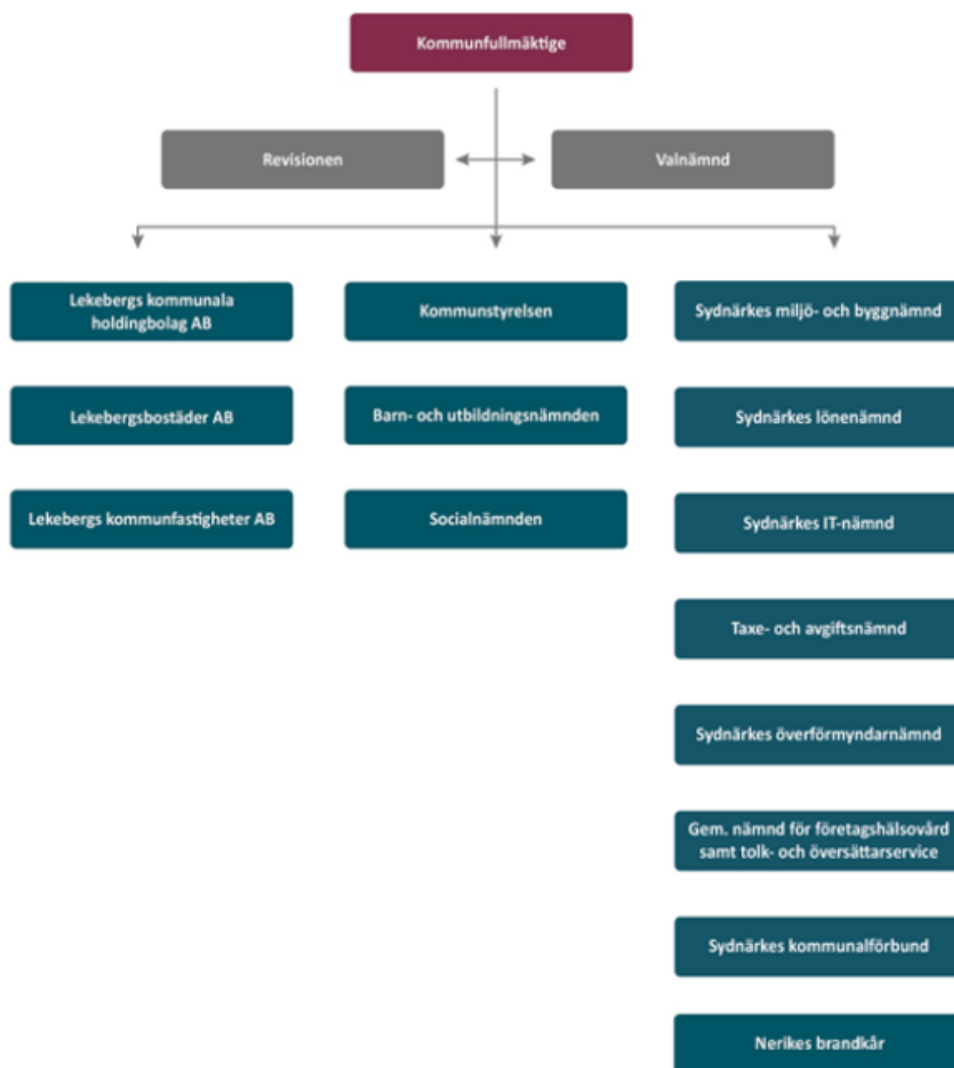 Kommunfullmäktige
Revisionen
Valnämnd
Lekebergs kommunala
holdingbolag AB
Lekebergsbostäder AB
Lekebergs kommunfastigheter AB
Kommunstyrelsen
Barn- och utbildningsnämnden
Socialnämnden
Sydnärkes miljö- och byggnämnd
Sydnärkes lönenämnd
Sydnärkes IT-nämnd
Taxe- och avgiftsnämnd
Sydnärkes överförmyndarnämnd
Gem. nämnd för företagshälsovård
samt tolk- och översättarservice
Sydnärkes kommunalförbund
Nerikes brandkår